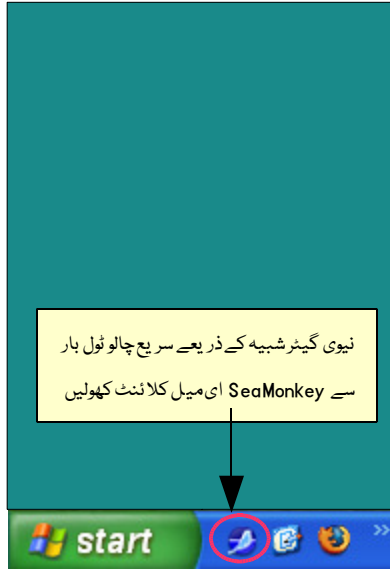 نیوی گیٹر شبیہ کے ذریعے سریع چالو ٹول بار
سے SeaMonkey ای میل کلائنٹ کھولیں
start
»